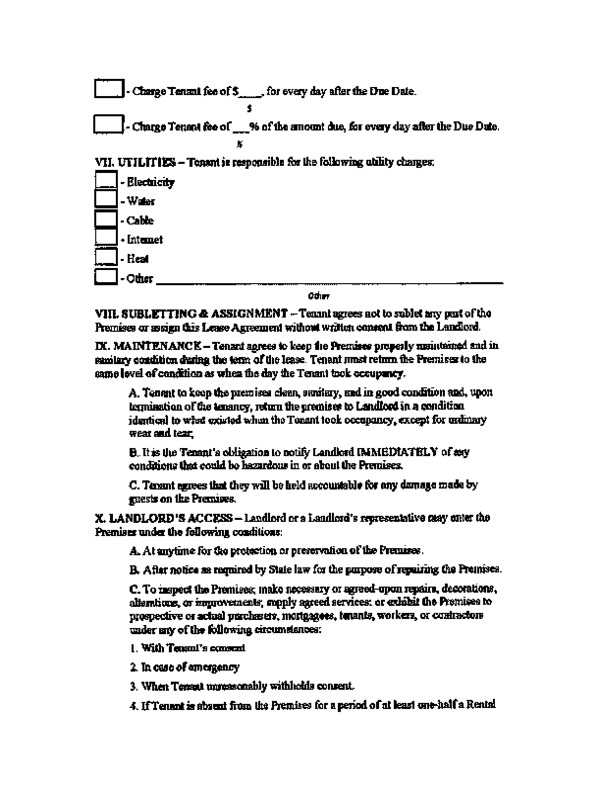 - Charge Tenant fee of $____, for every day after the Due Date.
$
- Charge Tenant fee of ___% of the amount due, for every day after the Due Date.
%
VII. UTILITIES – Tenant is responsible for the following utility charges:
- Electricity
- Water
- Cable
- Internet
- Heat
- Other
Other
VIII. SUBLETTING & ASSIGNMENT – Tenant agrees not to sublet any part of the
Premises or assign this Lease Agreement without written consent from the Landlord.
IX. MAINTENANCE – Tenant agrees to keep the Premises properly maintained and in
sanitary condition during the term of the lease. Tenant must return the Premises to the
same level of condition as when the day the Tenant took occupancy.
A. Tenant to keep the premises clean, sanitary, and in good condition and, upon
termination of the tenancy, return the premises to Landlord in a condition
identical to what existed when the Tenant took occupancy, except for ordinary
wear and tear;
B. It is the Tenant's obligation to notify Landlord IMMEDIATELY of any
conditions that could be hazardous in or about the Premises.
C. Tenant agrees that they will be held accountable for any damage made by
guests on the Premises.
X. LANDLORD'S ACCESS – Landlord or a Landlord's representative may enter the
Premises under the following conditions:
A. At anytime for the protection or preservation of the Premises.
B. After notice as required by State law for the purpose of repairing the Premises.
C. To inspect the Premises; make necessary or agreed-upon repairs, decorations,
alterations, or improvements; supply agreed services: or exhibit the Premises to
prospective or actual purchasers, mortgagees, tenants, workers, or contractors
under any of the following circumstances:
1. With Tenant's consent
2. In case of emergency
3. When Tenant unreasonably withholds consent.
4. If Tenant is absent from the Premises for a period of at least one-half a Rental